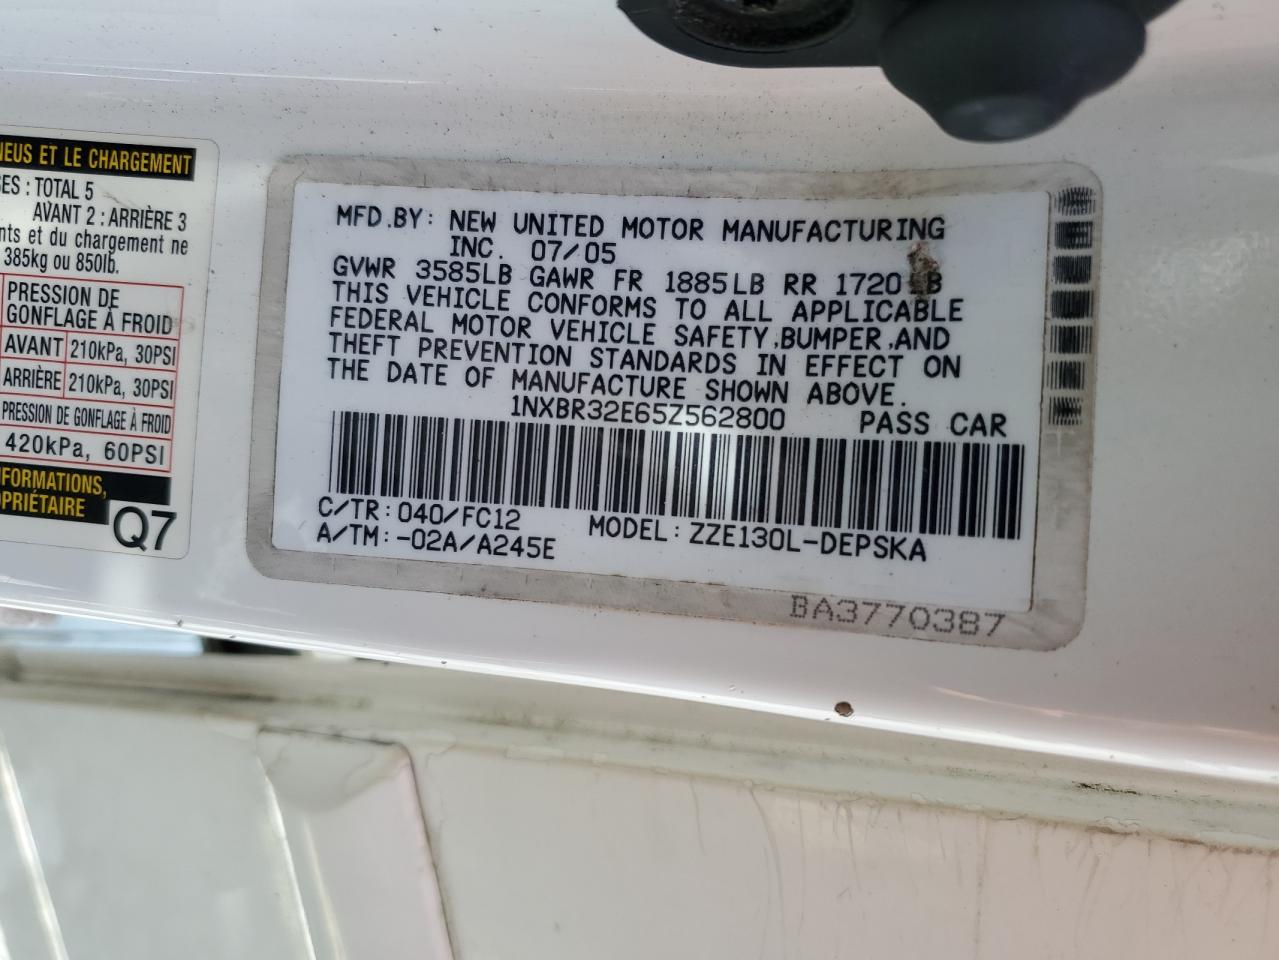 NEUS ET LE CHARGEMENT
TOTAL 5
AVANT 2 : ARRIÈRE 3
et du chargement ne
385kg ou 850lb.
PRESSION DE
GONFLAGE À FROID
AVANT 210kPa, 30PSI
ARRIÈRE 210kPa, 30PSI
PRESSION DE GONFLAGE À FROID
420kPa, 60PSI
FORMATIONS,
OPRIÉTAIRE
Q7
MFD.BY: NEW UNITED MOTOR MANUFACTURING
INC. 07/05
GVWR 3585LB GAWR FR 1885LB RR 1720LB
THIS VEHICLE CONFORMS TO ALL APPLICABLE
FEDERAL MOTOR VEHICLE SAFETY,BUMPER,AND
THEFT PREVENTION STANDARDS IN EFFECT ON
THE DATE OF MANUFACTURE SHOWN ABOVE.
1NXBR32E65Z562800 PASS CAR
C/TR:040/FC12 MODEL:ZZE130L-DEPSKA
A/TM:-02A/A245E
BA3770387